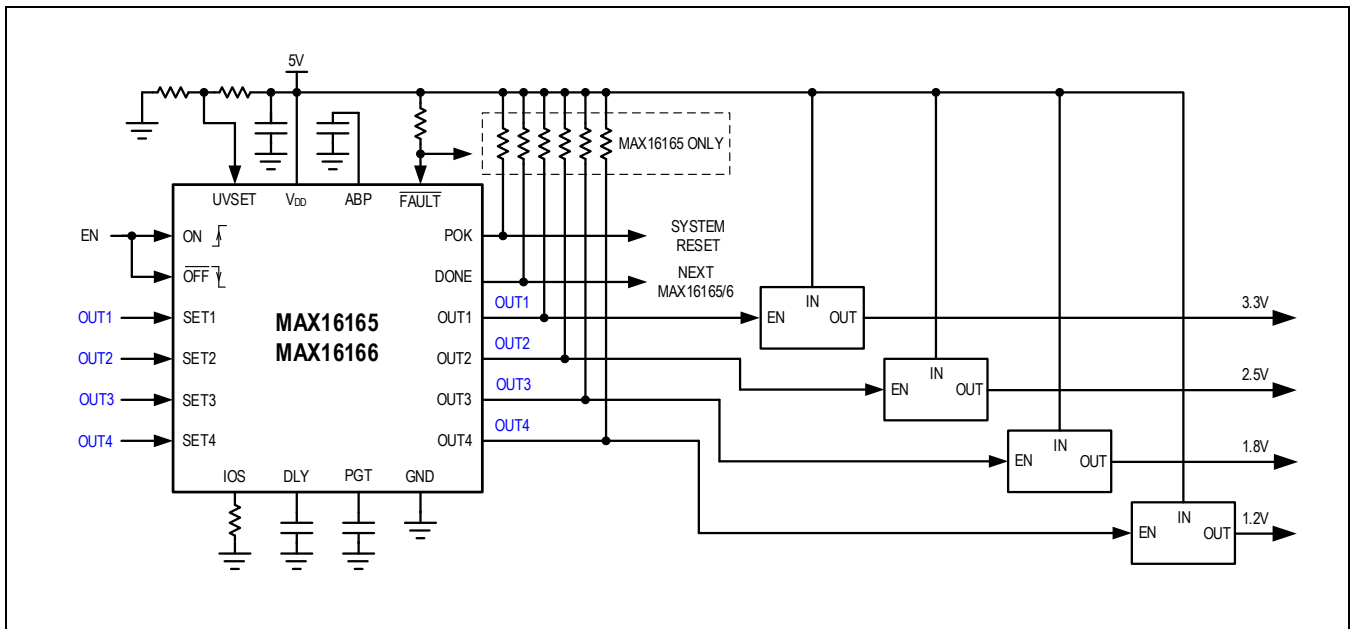 5V
MAX16165 ONLY
UVSET
VDD
ABP
FAULT
EN
ON
OFF
OUT1
SET1
OUT2
SET2
OUT3
SET3
OUT4
SET4
MAX16165
MAX16166
POK
DONE
OUT1
OUT2
OUT3
OUT4
IOS
DLY
PGT
GND
SYSTEM
RESET
NEXT
MAX16165/6
OUT1
OUT2
OUT3
OUT4
IN
EN
OUT
3.3V
IN
EN
OUT
2.5V
IN
EN
OUT
1.8V
IN
EN
OUT
1.2V